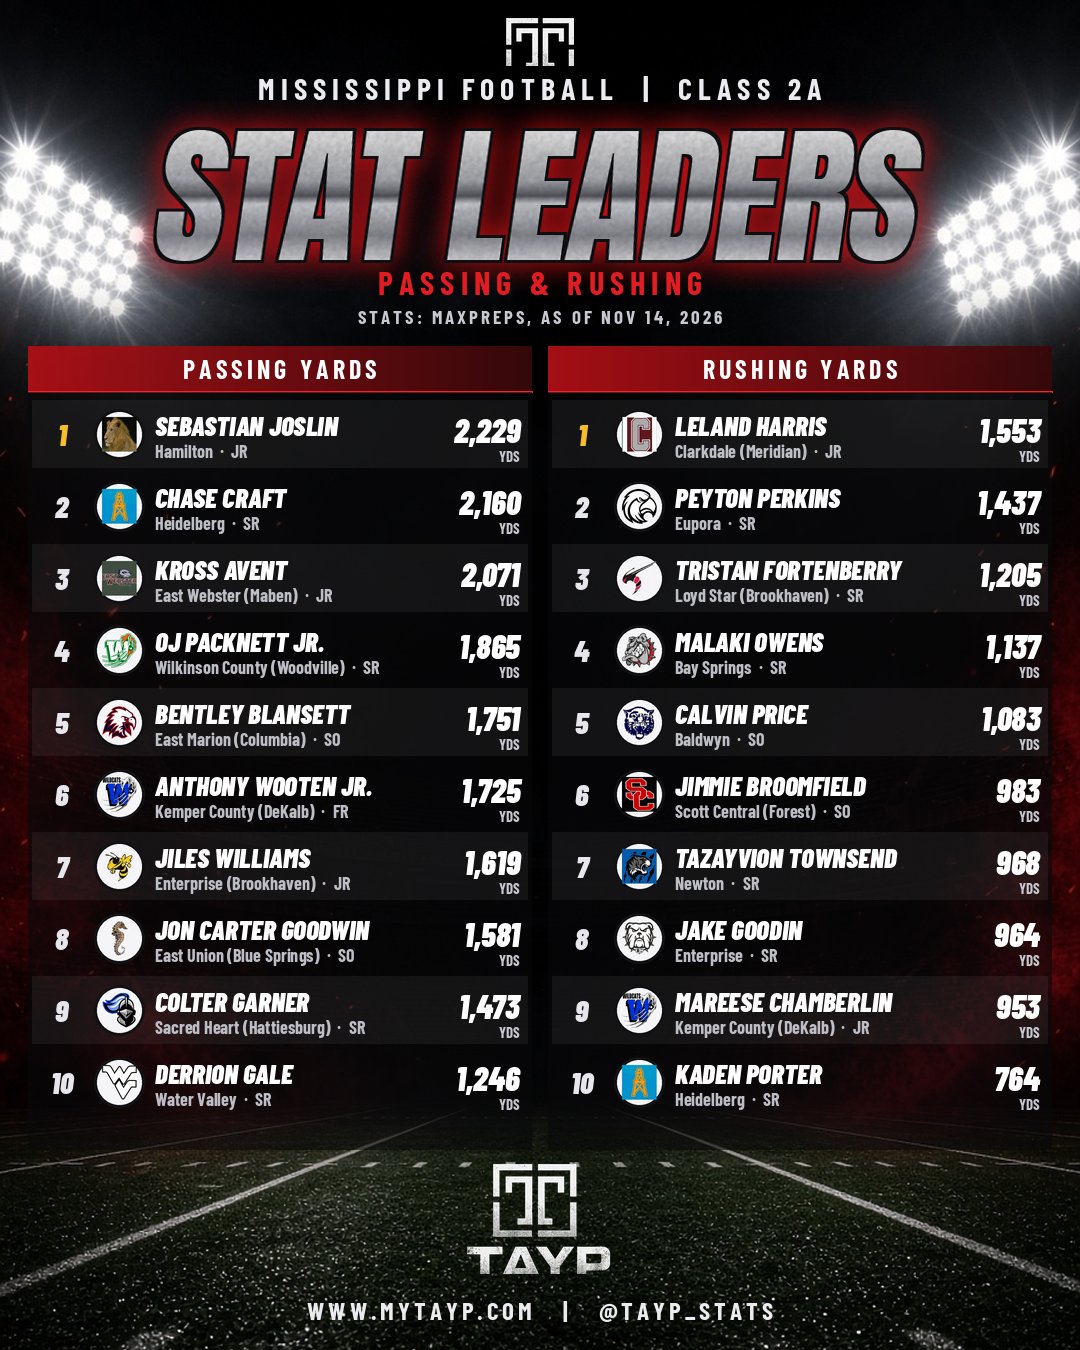 MISSISSIPPI FOOTBALL | CLASS 2A
STAT LEADERS
PASSING & RUSHING
STATS: MAXPREPS, AS OF NOV 14, 2026
PASSING YARDS
1 SEBASTIAN JOSLIN 2,229
Hamilton · JR YDS
2 CHASE CRAFT 2,160
Heidelberg · SR YDS
3 KROSS AVENT 2,071
East Webster (Maben) · JR YDS
4 OJ PACKNETT JR. 1,865
Wilkinson County (Woodville) · SR YDS
5 BENTLEY BLANSETT 1,751
East Marion (Columbia) · SO YDS
6 ANTHONY WOOTEN JR. 1,725
Kemper County (DeKalb) · FR YDS
7 JILES WILLIAMS 1,619
Enterprise (Brookhaven) · JR YDS
8 JON CARTER GOODWIN 1,581
East Union (Blue Springs) · SO YDS
9 COLTER GARNER 1,473
Sacred Heart (Hattiesburg) · SR YDS
10 DERRION GALE 1,246
Water Valley · SR YDS
RUSHING YARDS
1 LELAND HARRIS 1,553
Clarkdale (Meridian) · JR YDS
2 PEYTON PERKINS 1,437
Eupora · SR YDS
3 TRISTAN FORTENBERRY 1,205
Loyd Star (Brookhaven) · SR YDS
4 MALAKI OWENS 1,137
Bay Springs · SR YDS
5 CALVIN PRICE 1,083
Baldwyn · SO YDS
6 JIMMIE BROOMFIELD 983
Scott Central (Forest) · SO YDS
7 TAZAYVION TOWNSEND 968
Newton · SR YDS
8 JAKE GOODIN 964
Enterprise · SR YDS
9 MAREESE CHAMBERLIN 953
Kemper County (DeKalb) · JR YDS
10 KADEN PORTER 764
Heidelberg · SR YDS
TAYP
WWW.MYTAYP.COM | @TAYP_STATS